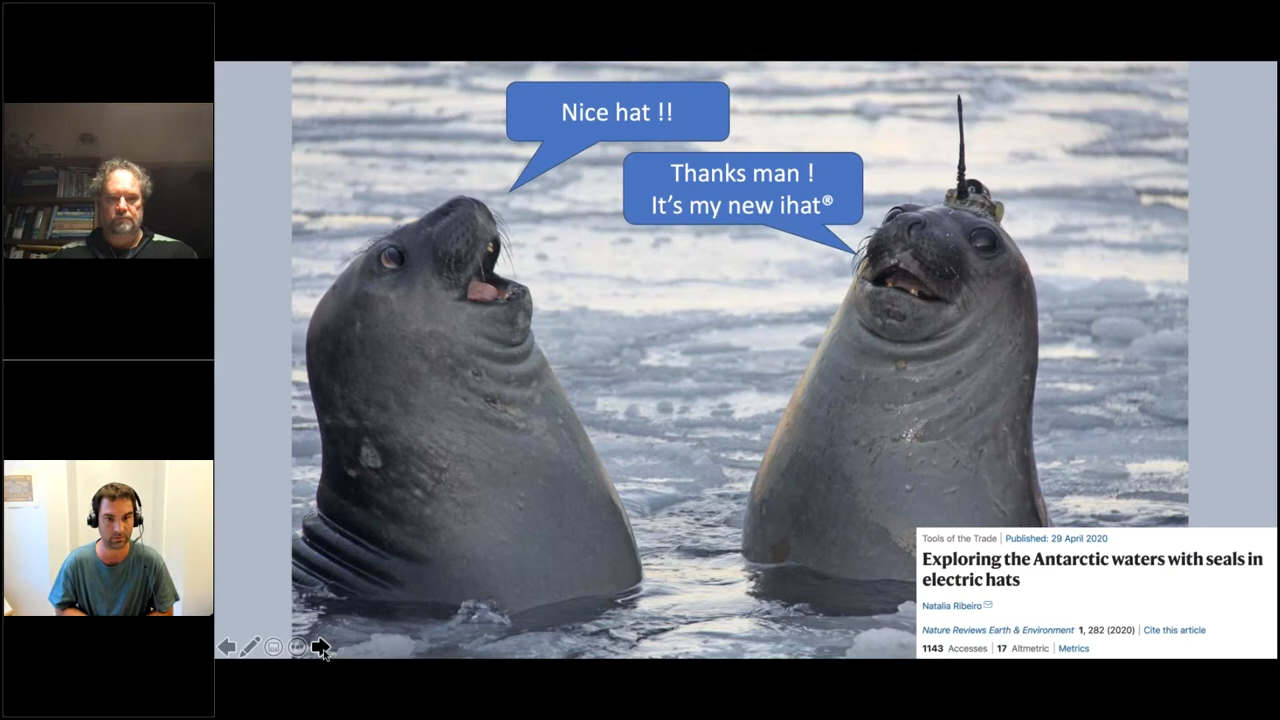 Nice hat !!
Thanks man !
It's my new ihat®
Tools of the Trade | Published: 29 April 2020
Exploring the Antarctic waters with seals in
electric hats
Natalia Ribeiro
Nature Reviews Earth & Environment 1, 282 (2020) | Cite this article
1143 Accesses | 17 Altmetric | Metrics